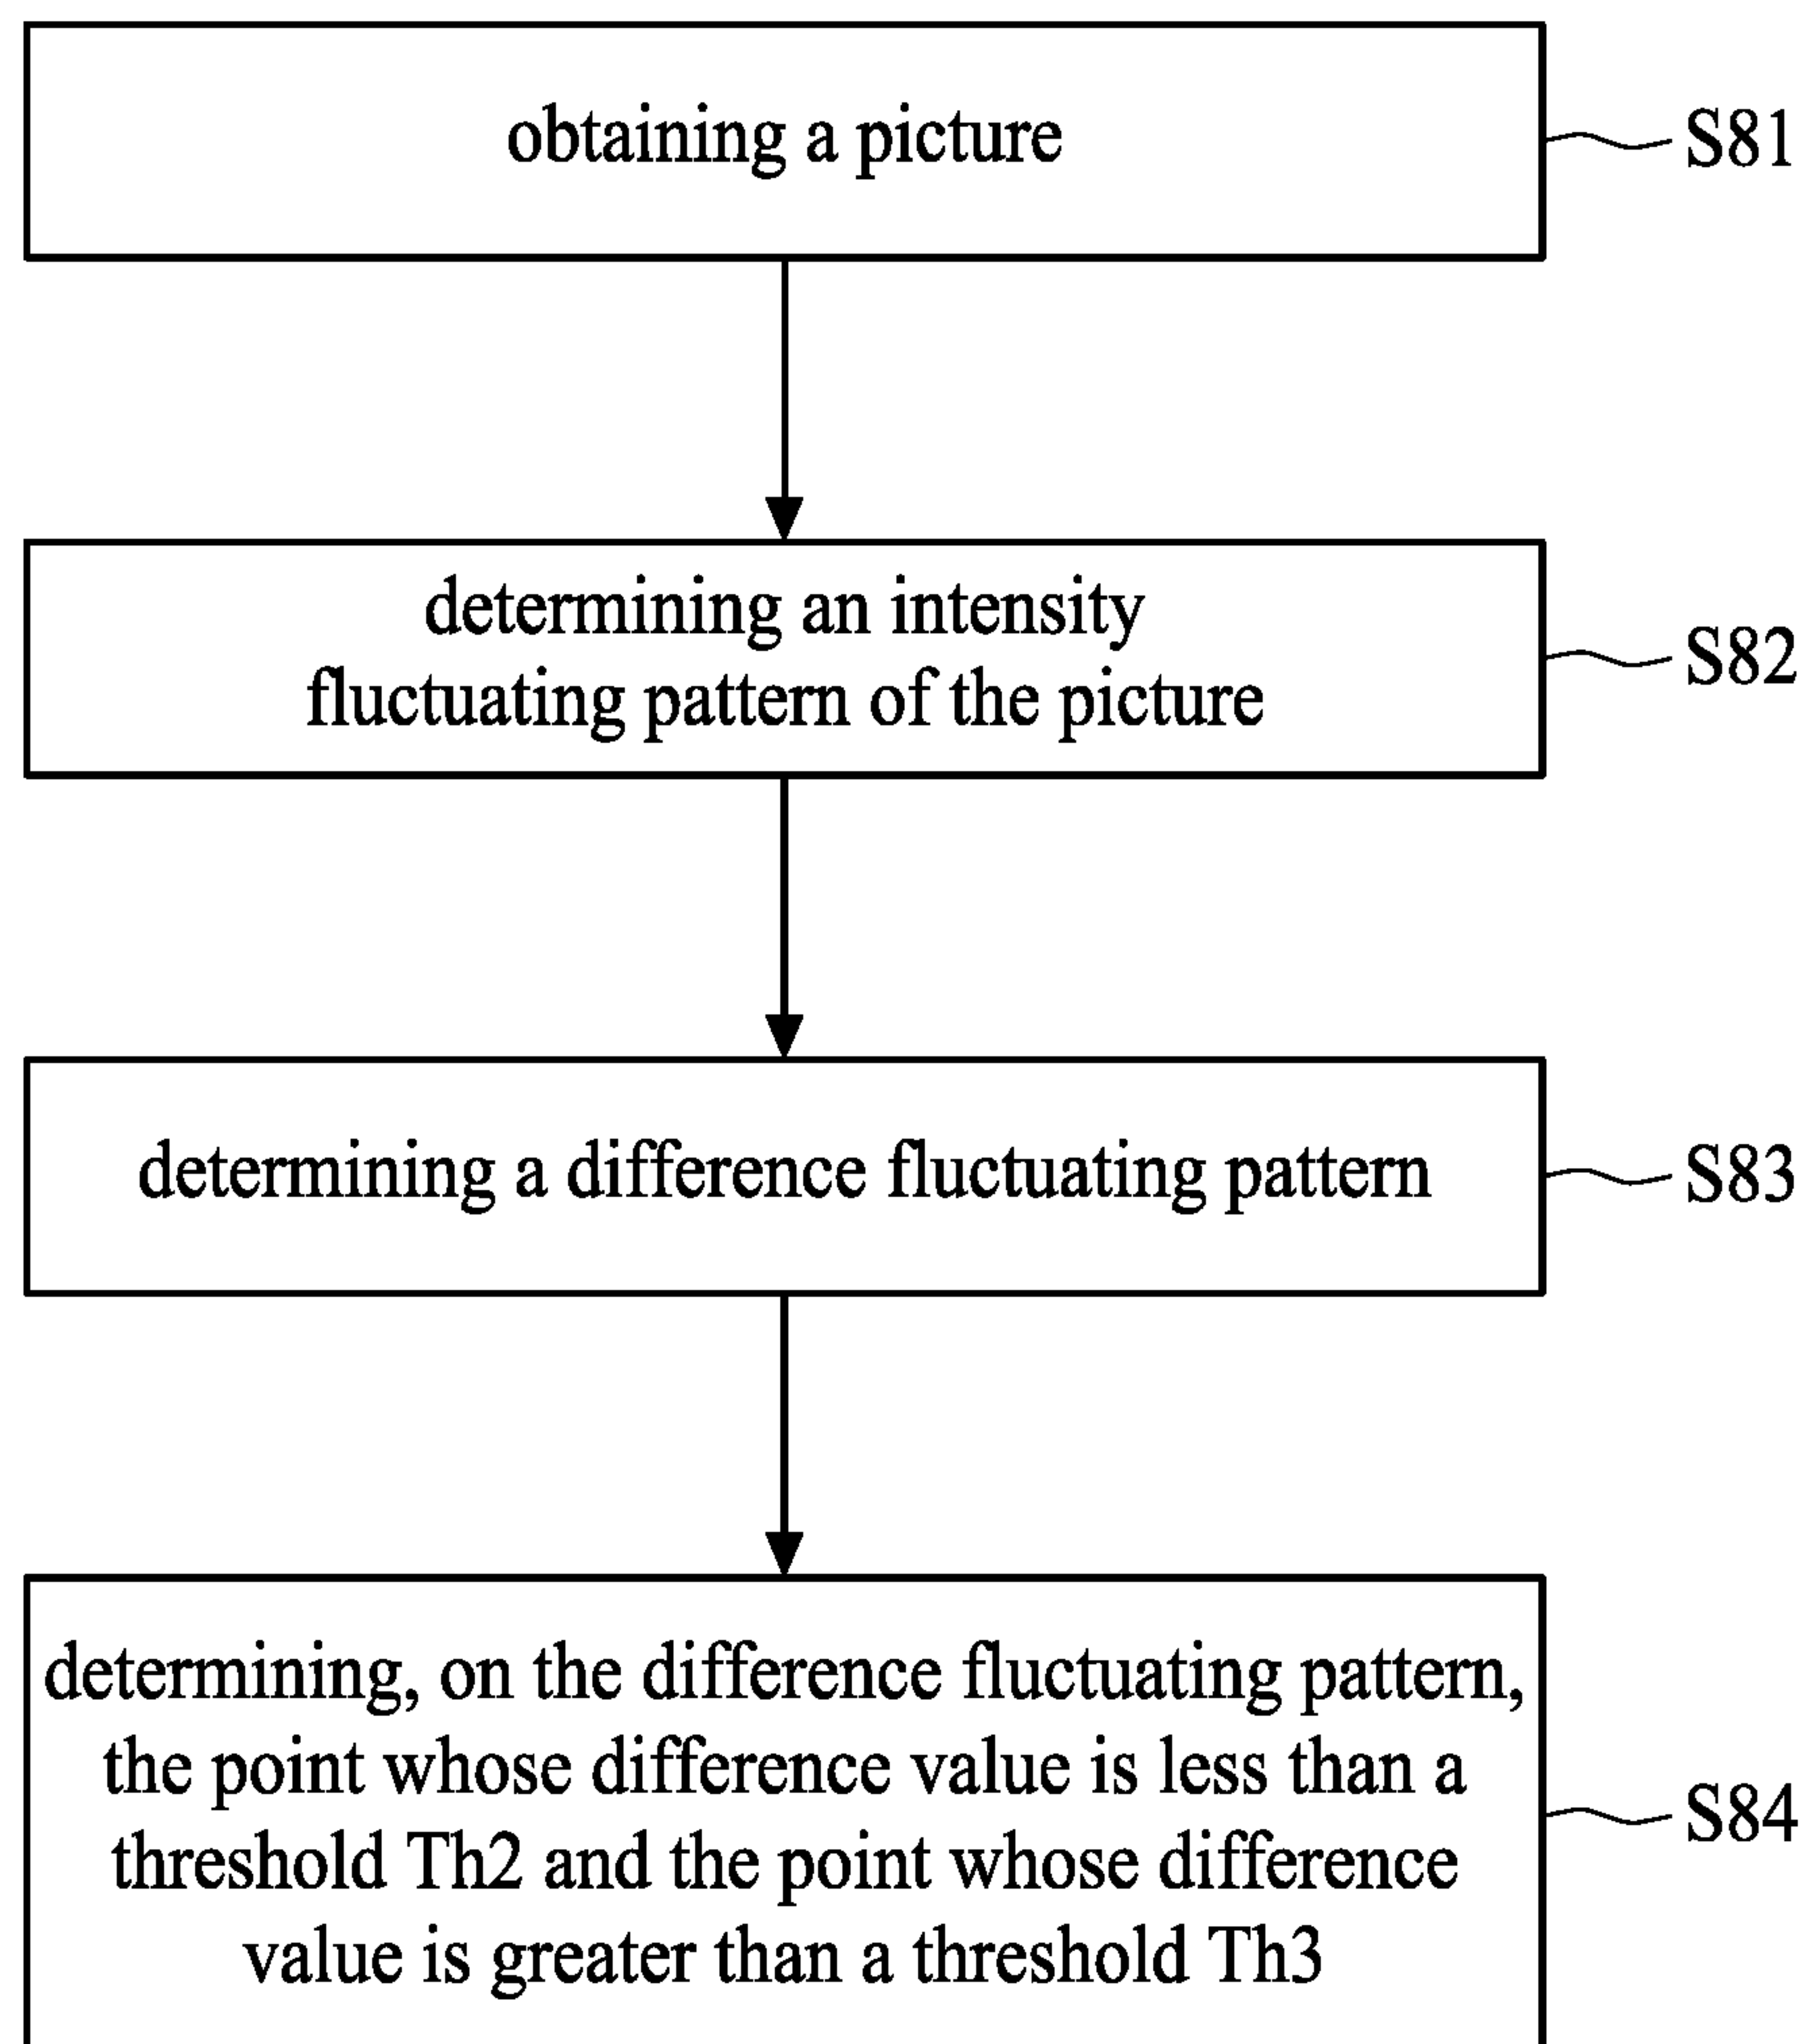 obtaining a picture
S81
determining an intensity
fluctuating pattern of the picture
S82
determining a difference fluctuating pattern
S83
determining, on the difference fluctuating pattern,
the point whose difference value is less than a
threshold Th2 and the point whose difference
value is greater than a threshold Th3
S84